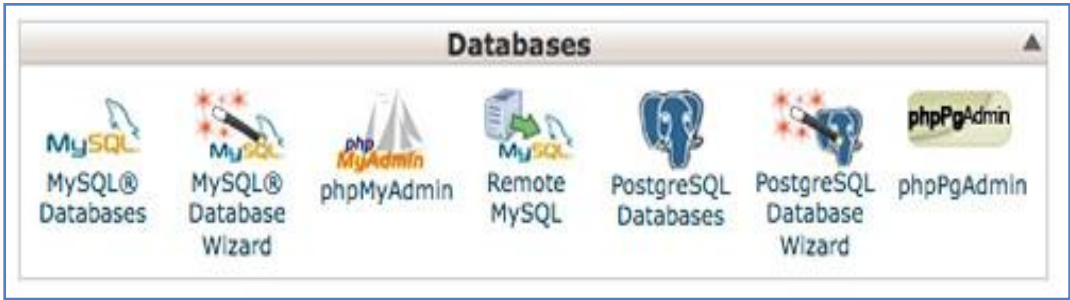 Databases
MySQL
MySQL® Databases
MySQL
MySQL® Database Wizard
php MyAdmin
phpMyAdmin
MySQL
Remote MySQL
PostgreSQL Databases
PostgreSQL Database Wizard
phpPgAdmin
phpPgAdmin